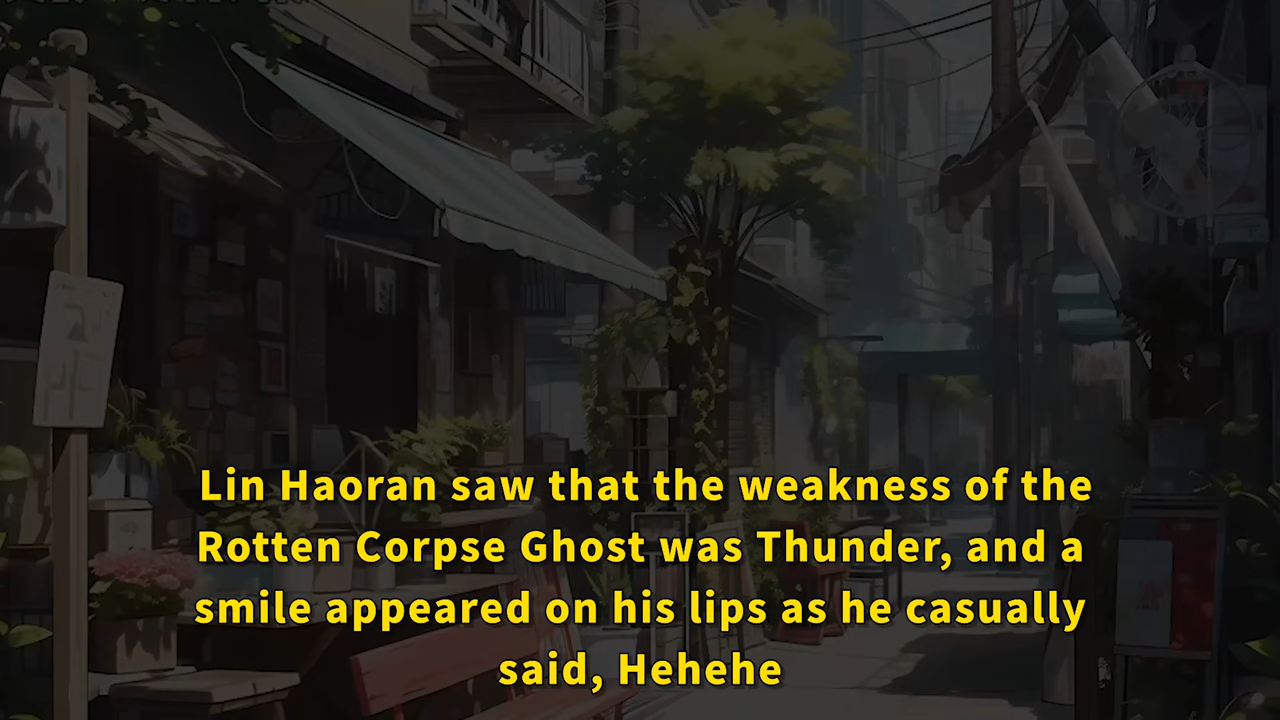 Lin Haoran saw that the weakness of the
Rotten Corpse Ghost was Thunder, and a
smile appeared on his lips as he casually
said, Hehehe